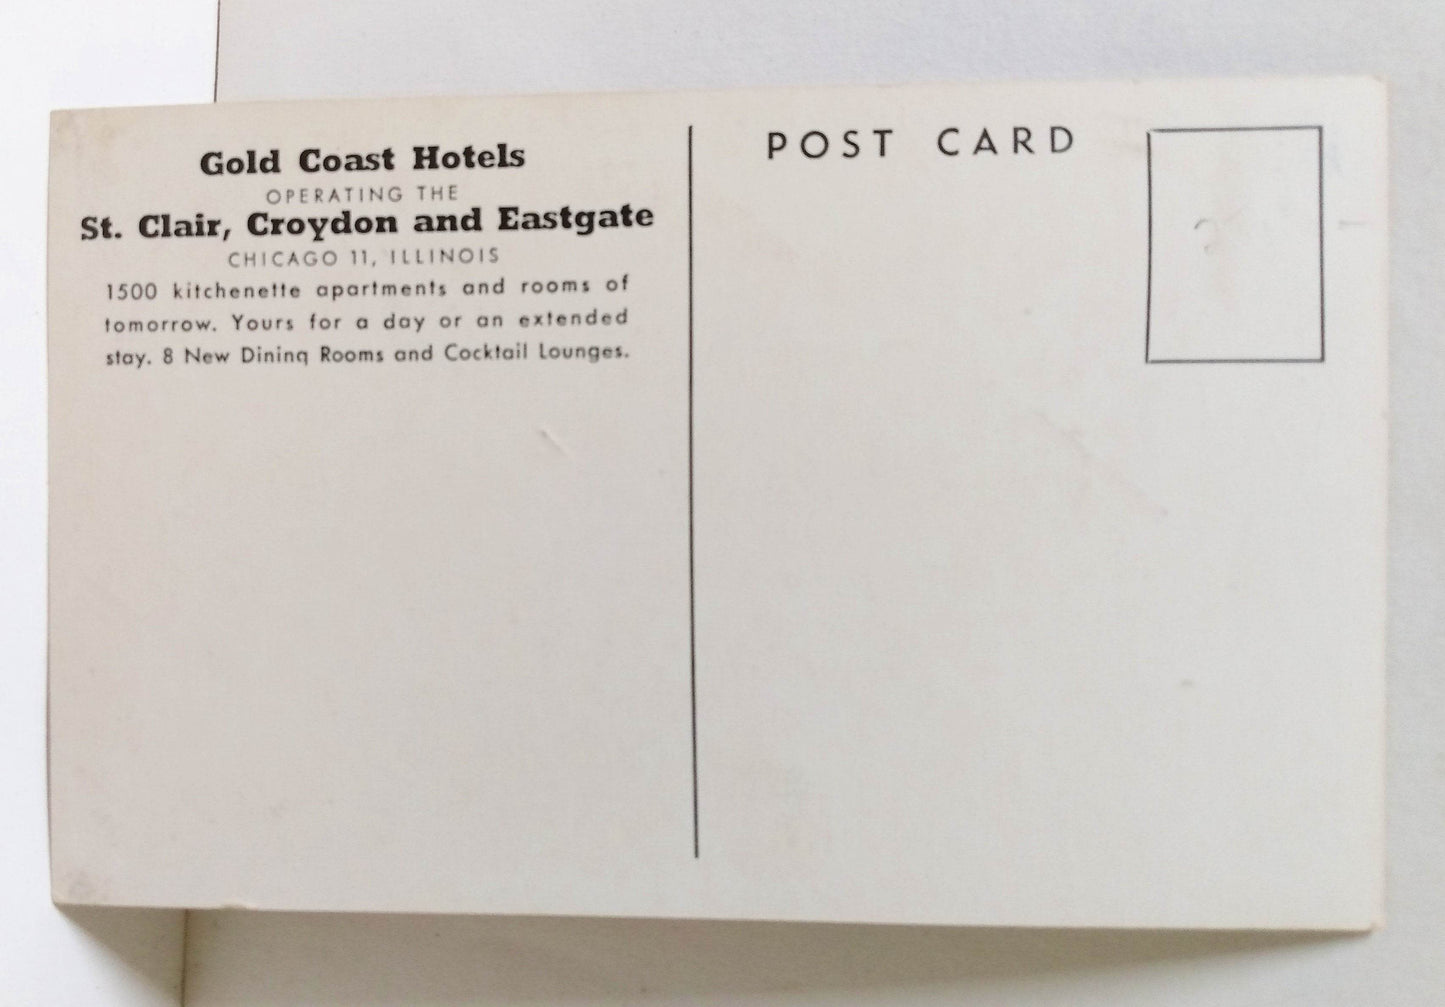 Gold Coast Hotels
OPERATING THE
St. Clair, Croydon and Eastgate
CHICAGO 11, ILLINOIS
1500 kitchenette apartments and rooms of
tomorrow. Yours for a day or an extended
stay. 8 New Dining Rooms and Cocktail Lounges.
POST CARD